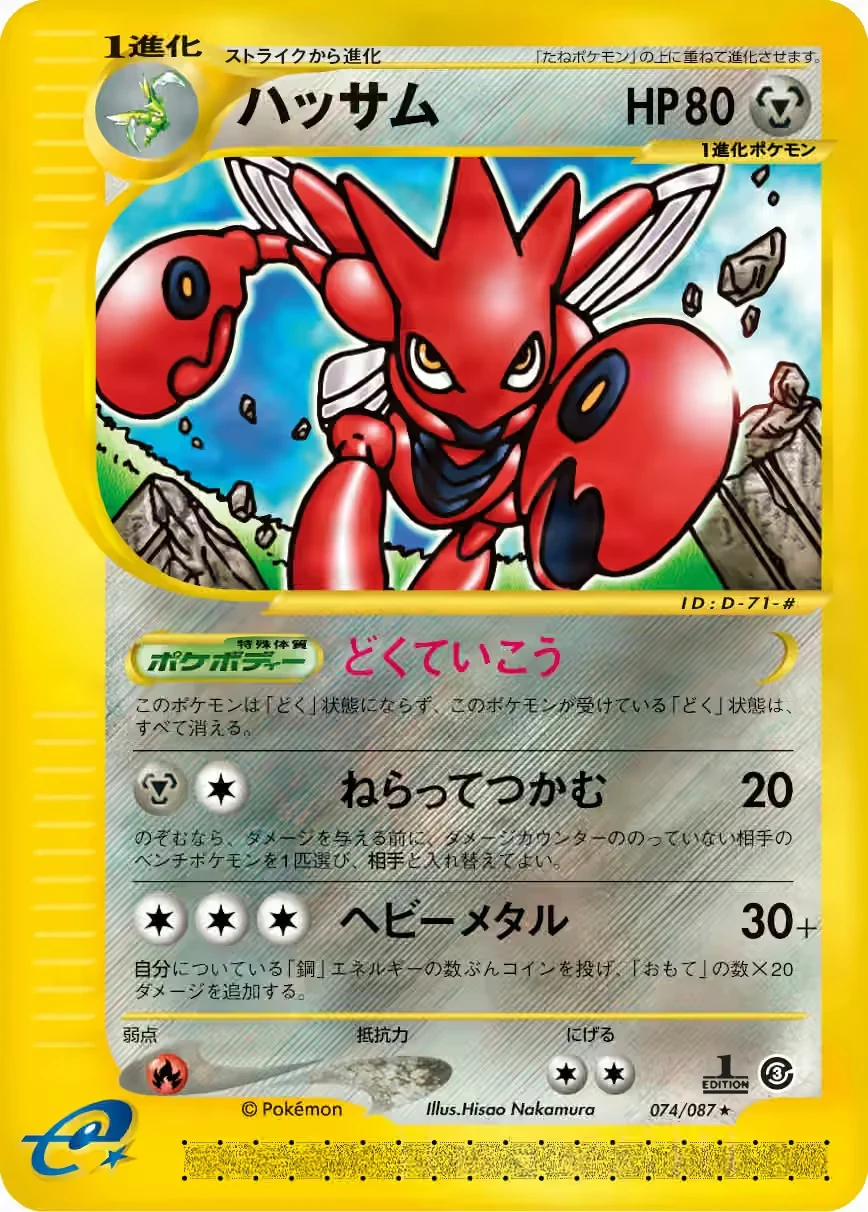 1進化
ストライクから進化
「たねポケモン」の上に重ねて進化させます。
ハッサム
HP80
1進化ポケモン
ID:D-71-#
特殊体質
ポケボディー
どくていこう
このポケモンは「どく」状態にならず、このポケモンが受けている「どく」状態は、
すべて消える。
ねらってつかむ 20
のぞむなら、ダメージを与える前に、ダメージカウンターののっていない相手の
ベンチポケモンを1匹選び、相手と入れ替えてよい。
ヘビーメタル 30+
自分についている「鋼」エネルギーの数ぶんコインを投げ、「おもて」の数×20
ダメージを追加する。
弱点 抵抗力 にげる
1
EDITION
3
© Pokémon Illus.Hisao Nakamura 074/087★
e